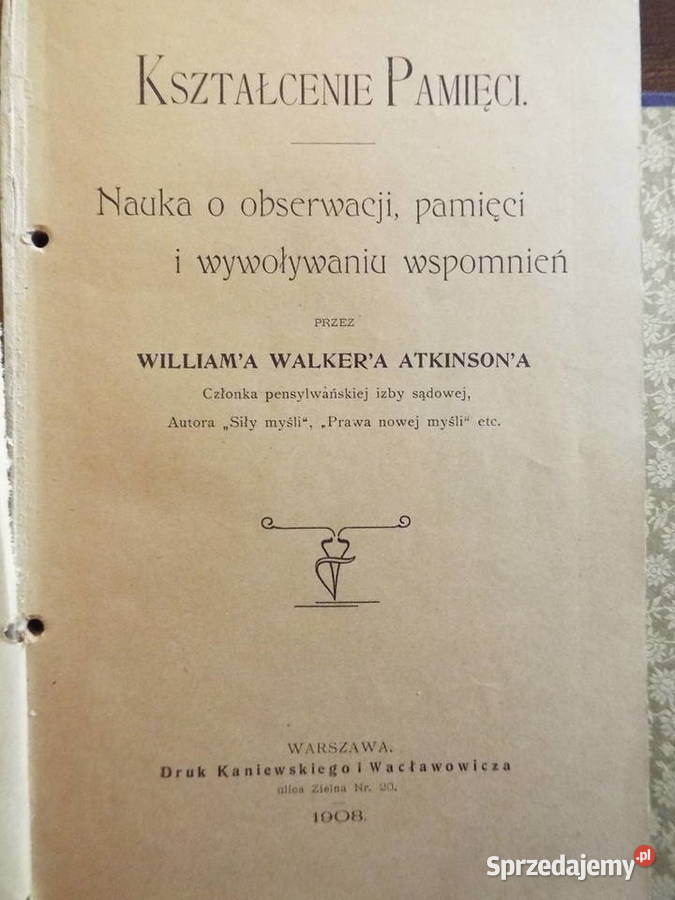 Kształcenie Pamięci.
Nauka o obserwacji, pamięci
i wywoływaniu wspomnień
PRZEZ
WILLIAM'A WALKER'A ATKINSON'A
Członka pensylwańskiej izby sądowej,
Autora „Siły myśli“, „Prawa nowej myśli“ etc.
WARSZAWA.
Druk Kaniewskiego i Wacławowicza
ulica Zielna Nr. 20.
1908.
Sprzedajemy.pl